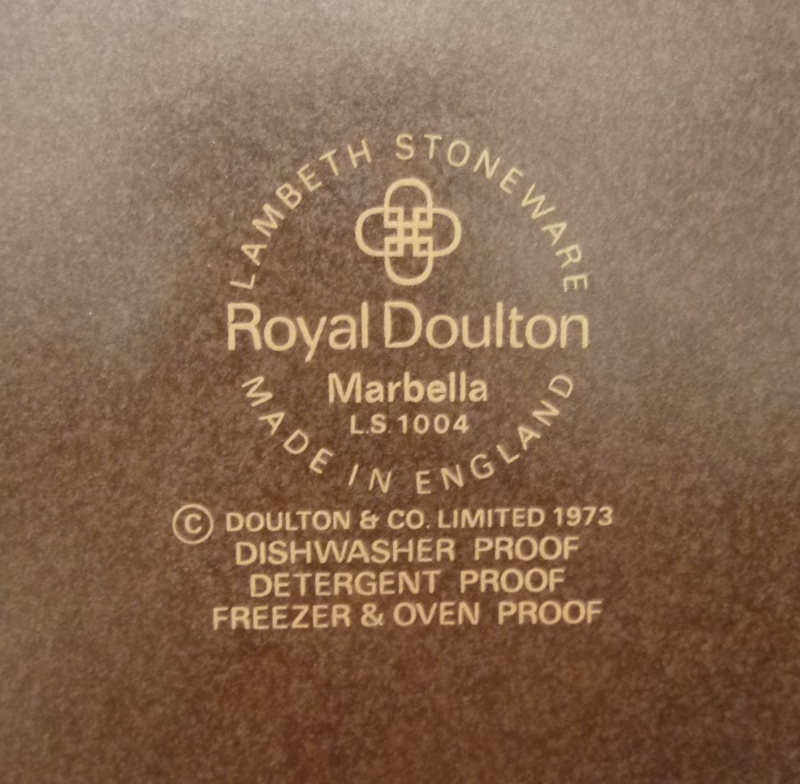 LAMBETH STONEWARE
Royal Doulton
Marbella
L.S. 1004
MADE IN ENGLAND
© DOULTON & CO. LIMITED 1973
DISHWASHER PROOF
DETERGENT PROOF
FREEZER & OVEN PROOF